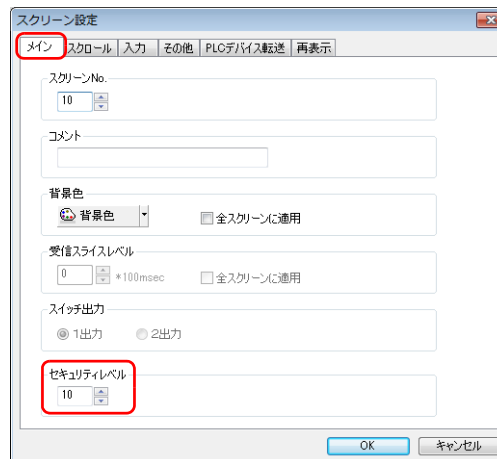 スクリーン設定
メイン スクロール 入力 その他 PLCデバイス転送 再表示
スクリーンNo.
10
コメント
背景色
背景色 全スクリーンに適用
受信スライスレベル
0 *100msec 全スクリーンに適用
スイッチ出力
1出力 2出力
セキュリティレベル
10
OK キャンセル